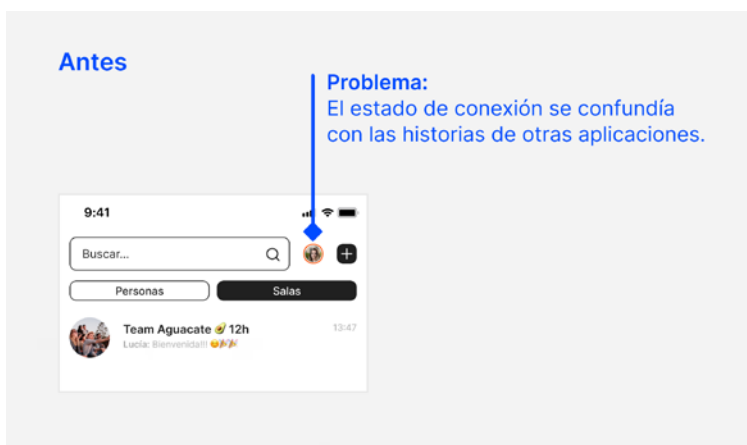 Antes
Problema:
El estado de conexión se confundía
con las historias de otras aplicaciones.
9:41
Buscar...
Personas
Salas
Team Aguacate 🥑 12h
13:47
Lucía: Bienvenida!!! 😊🎉🎉